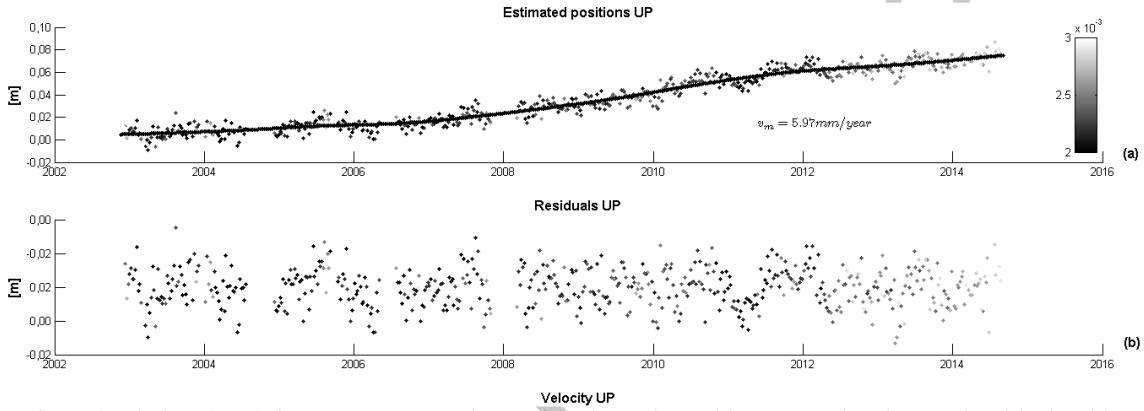 Estimated positions UP
0,10
0,08
0,06
0,04
0,02
0,00
-0,02
[m]
2002 2004 2006 2008 2010 2012 2014 2016
v_m = 5.97mm/year
3 x 10^-3
2.5
2
(a)
Residuals UP
0,00
-0,02
0,02
0,00
-0,02
[m]
2002 2004 2006 2008 2010 2012 2014 2016
(b)
Velocity UP